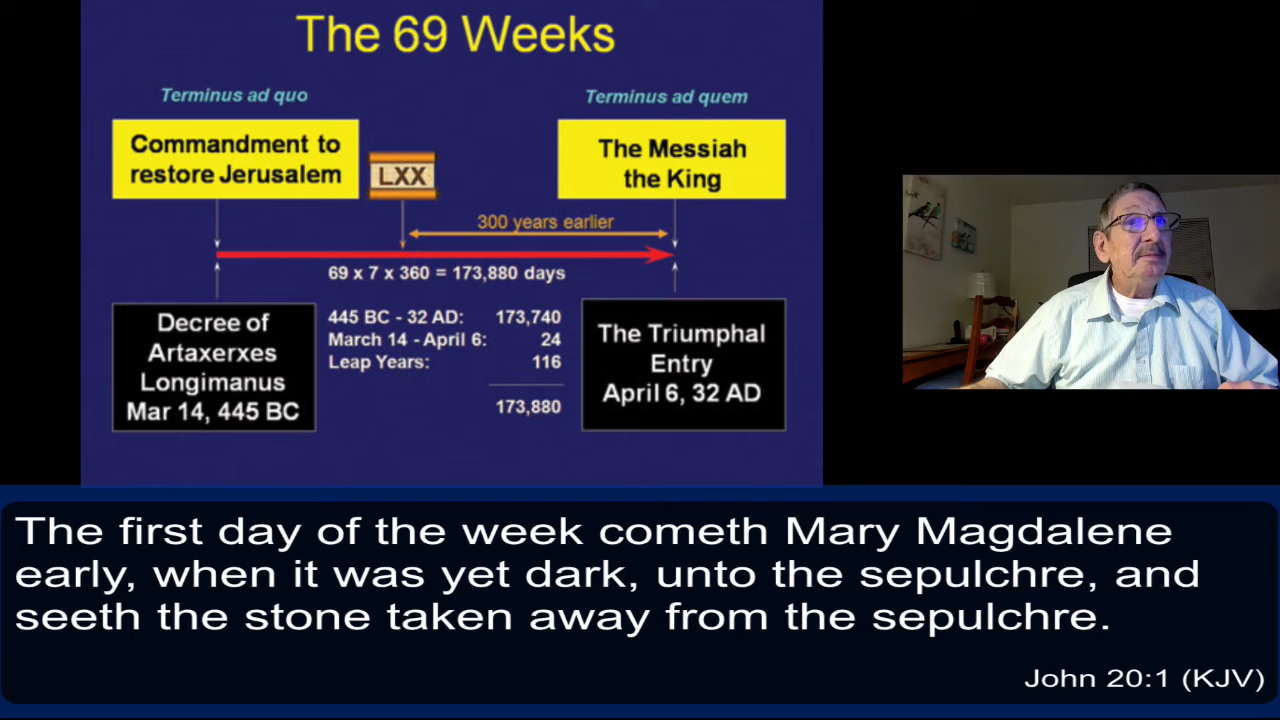 The 69 Weeks
Terminus ad quo
Terminus ad quem
Commandment to
restore Jerusalem
LXX
The Messiah
the King
300 years earlier
69 x 7 x 360 = 173,880 days
Decree of
Artaxerxes
Longimanus
Mar 14, 445 BC
445 BC - 32 AD: 173,740
March 14 - April 6: 24
Leap Years: 116
173,880
The Triumphal
Entry
April 6, 32 AD
The first day of the week cometh Mary Magdalene
early, when it was yet dark, unto the sepulchre, and
seeth the stone taken away from the sepulchre.
John 20:1 (KJV)